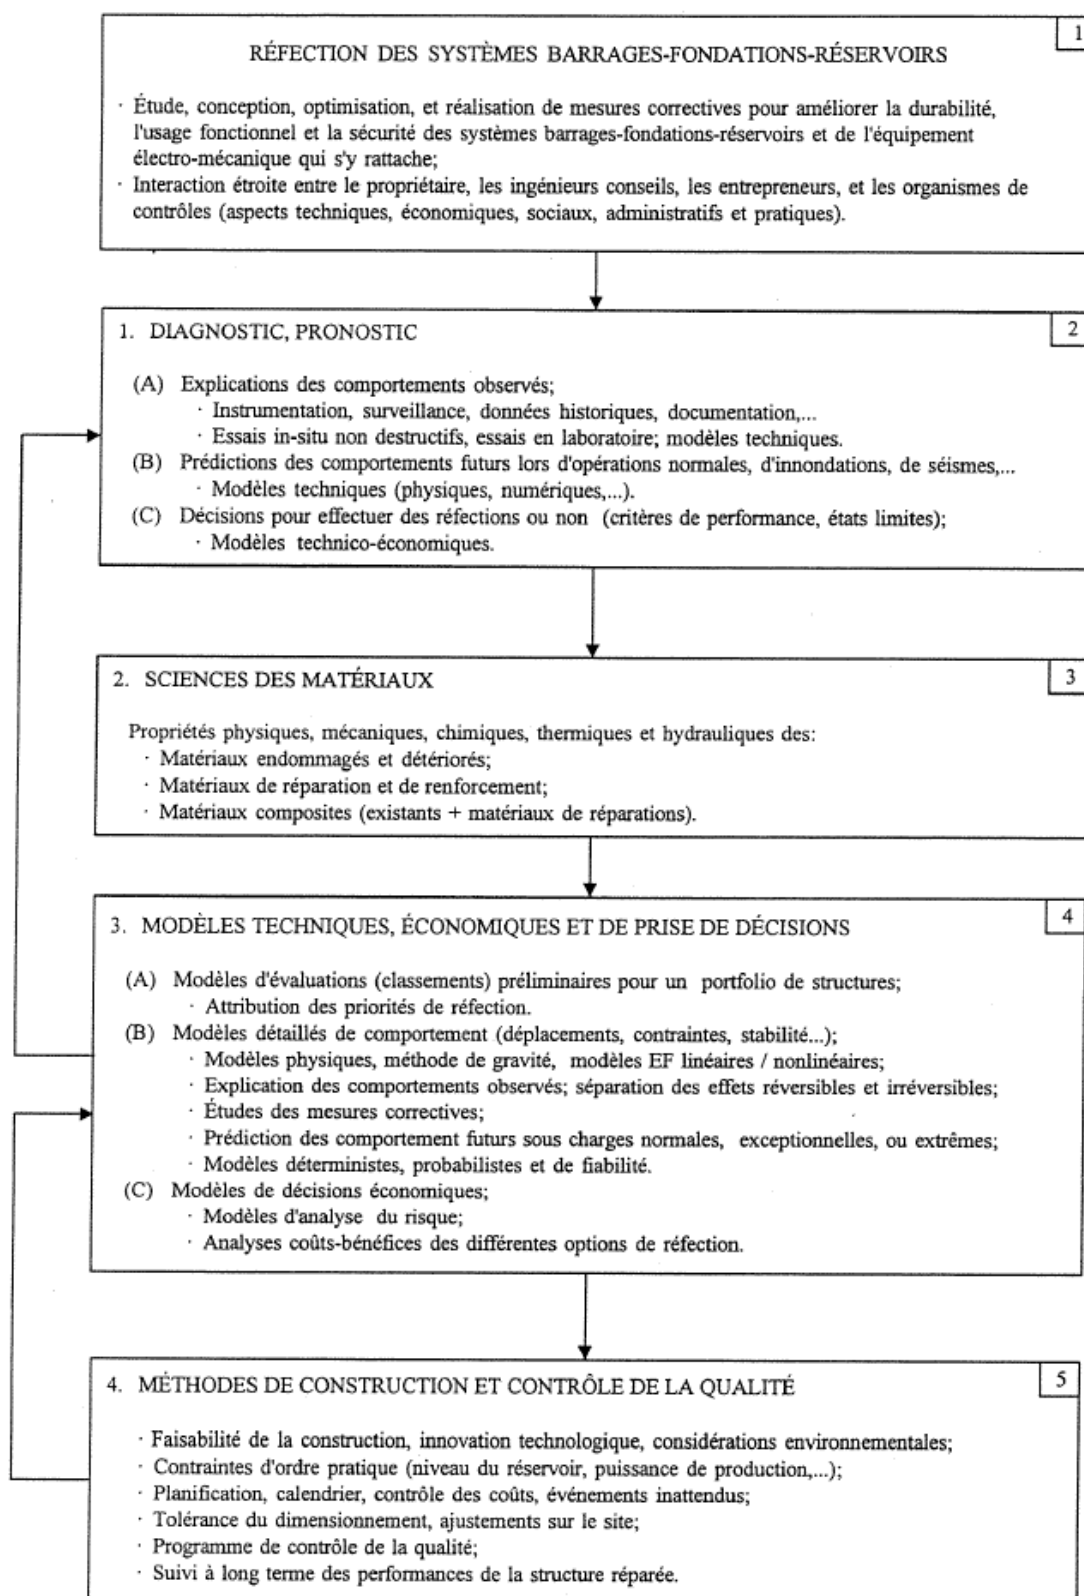 1
RÉFECTION DES SYSTÈMES BARRAGES-FONDATIONS-RÉSERVOIRS
· Étude, conception, optimisation, et réalisation de mesures correctives pour améliorer la durabilité,
l'usage fonctionnel et la sécurité des systèmes barrages-fondations-réservoirs et de l'équipement
électro-mécanique qui s'y rattache;
· Interaction étroite entre le propriétaire, les ingénieurs conseils, les entrepreneurs, et les organismes de
contrôles (aspects techniques, économiques, sociaux, administratifs et pratiques).
2
1. DIAGNOSTIC, PRONOSTIC
(A) Explications des comportements observés;
· Instrumentation, surveillance, données historiques, documentation,...
· Essais in-situ non destructifs, essais en laboratoire; modèles techniques.
(B) Prédictions des comportements futurs lors d'opérations normales, d'innondations, de séismes,...
· Modèles techniques (physiques, numériques,...).
(C) Décisions pour effectuer des réfections ou non (critères de performance, états limites);
· Modèles technico-économiques.
3
2. SCIENCES DES MATÉRIAUX
Propriétés physiques, mécaniques, chimiques, thermiques et hydrauliques des:
· Matériaux endommagés et détériorés;
· Matériaux de réparation et de renforcement;
· Matériaux composites (existants + matériaux de réparations).
4
3. MODÈLES TECHNIQUES, ÉCONOMIQUES ET DE PRISE DE DÉCISIONS
(A) Modèles d'évaluations (classements) préliminaires pour un portfolio de structures;
· Attribution des priorités de réfection.
(B) Modèles détaillés de comportement (déplacements, contraintes, stabilité...);
· Modèles physiques, méthode de gravité, modèles EF linéaires / nonlinéaires;
· Explication des comportements observés; séparation des effets réversibles et irréversibles;
· Études des mesures correctives;
· Prédiction des comportement futurs sous charges normales, exceptionnelles, ou extrêmes;
· Modèles déterministes, probabilistes et de fiabilité.
(C) Modèles de décisions économiques;
· Modèles d'analyse du risque;
· Analyses coûts-bénéfices des différentes options de réfection.
5
4. MÉTHODES DE CONSTRUCTION ET CONTRÔLE DE LA QUALITÉ
· Faisabilité de la construction, innovation technologique, considérations environnementales;
· Contraintes d'ordre pratique (niveau du réservoir, puissance de production,...);
· Planification, calendrier, contrôle des coûts, événements inattendus;
· Tolérance du dimensionnement, ajustements sur le site;
· Programme de contrôle de la qualité;
· Suivi à long terme des performances de la structure réparée.